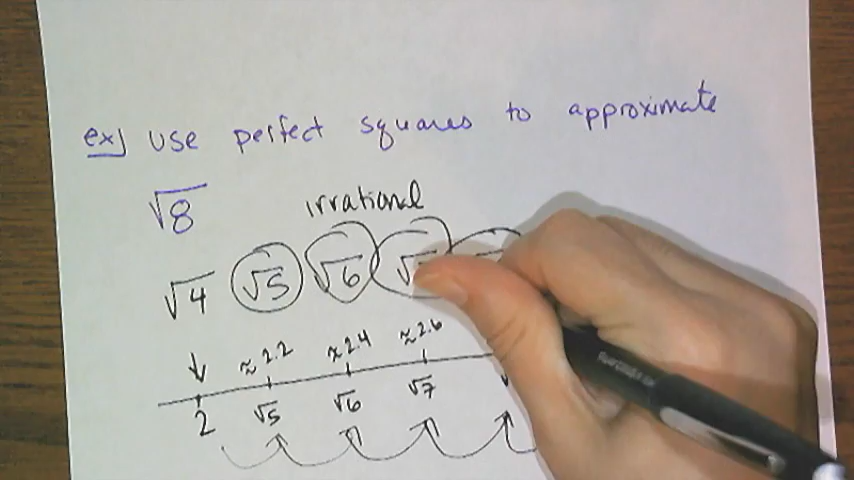 ex) use perfect squares to approximate
√8
irrational
√4 √5 √6
≈2.2 ≈2.4 ≈2.6
2 √5 √6 √7